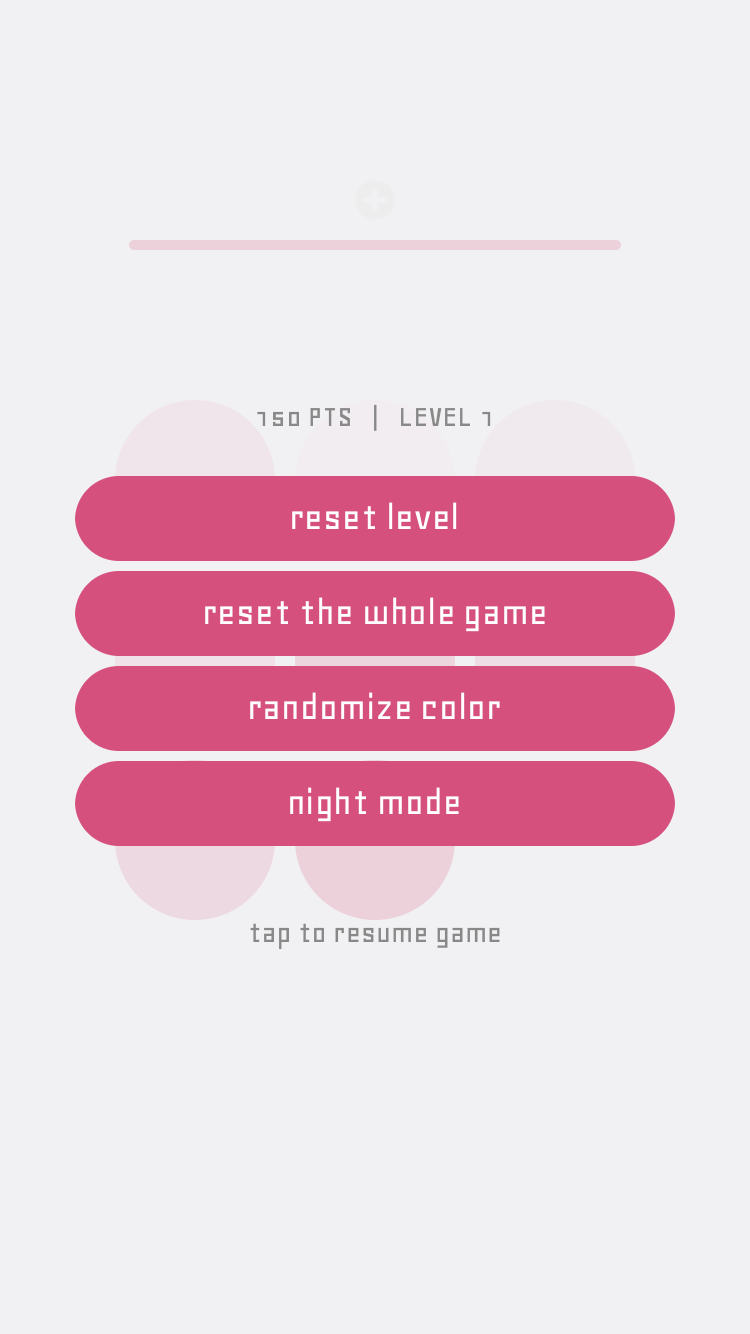 150 PTS | LEVEL 1
reset level
reset the whole game
randomize color
night mode
tap to resume game